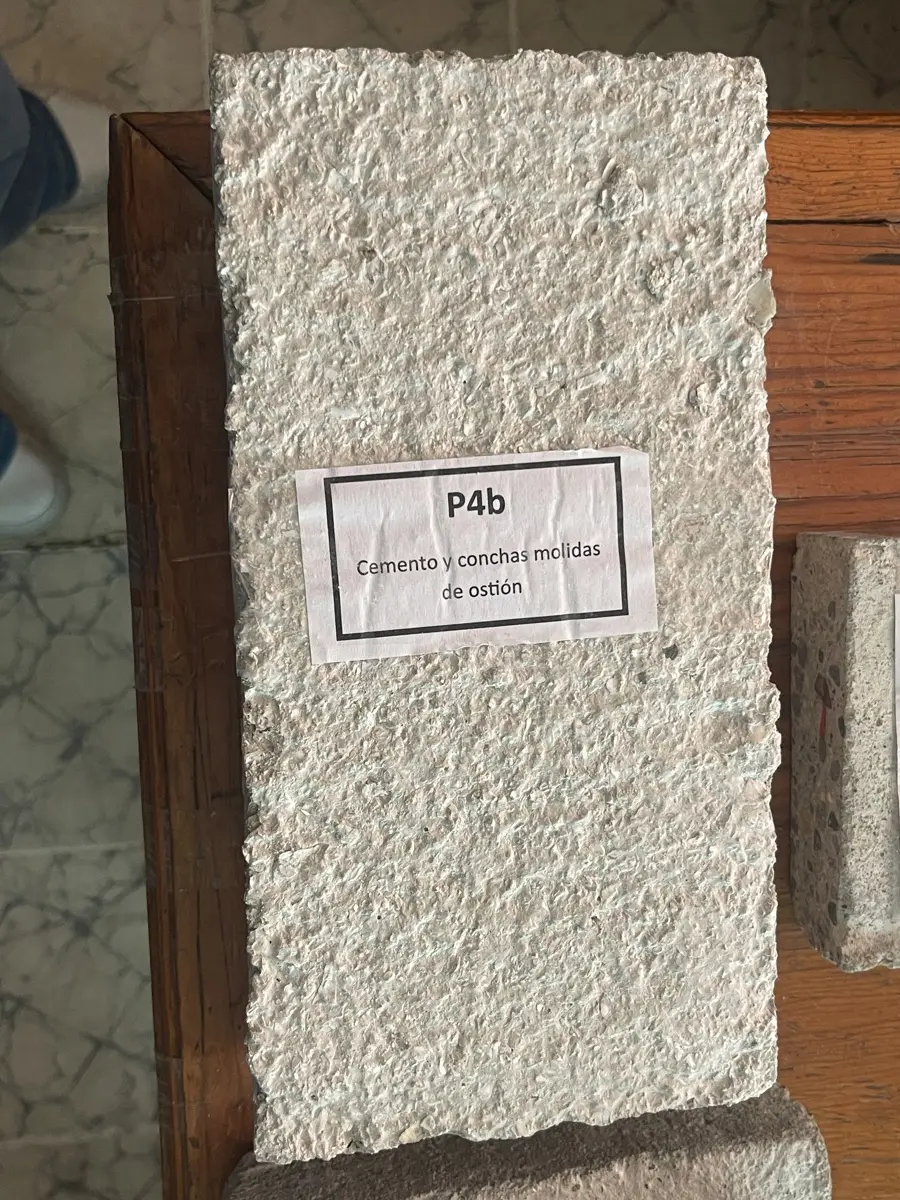 P4b
Cemento y conchas molidas
de ostión